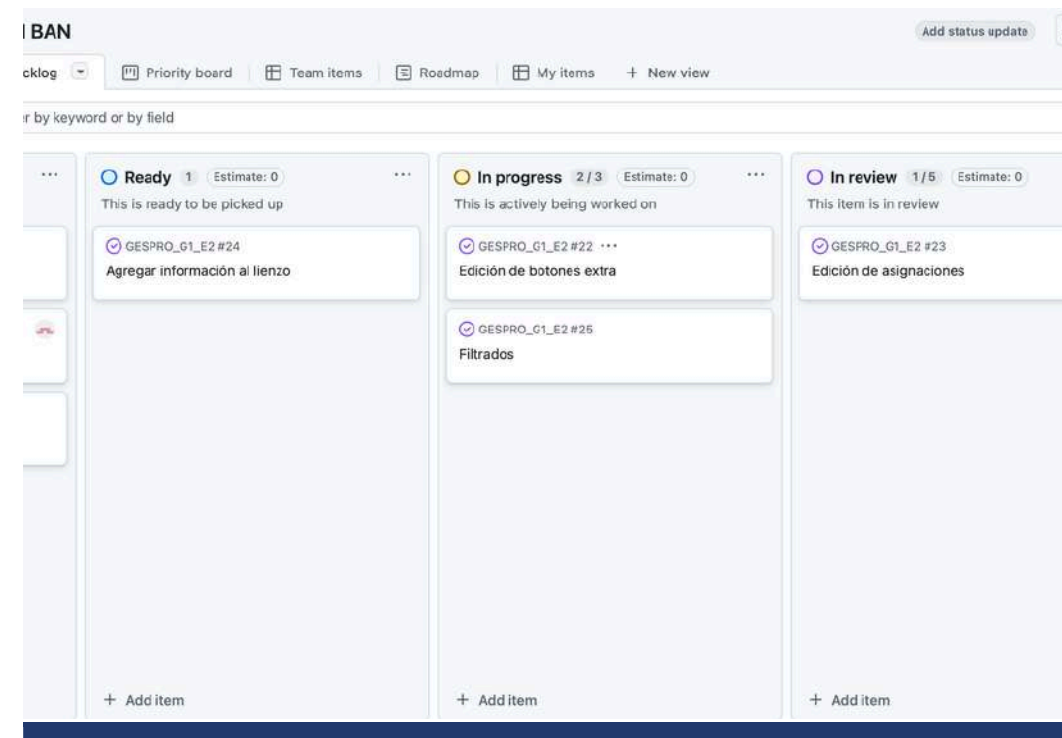 BAN
Add status update
cklog
Priority board
Team items
Roadmap
My items
+ New view
r by keyword or by field
...
Ready 1 Estimate: 0 ...
This is ready to be picked up
GESPRO_G1_E2 #24
Agregar información al lienzo
In progress 2 / 3 Estimate: 0 ...
This is actively being worked on
GESPRO_G1_E2 #22 ...
Edición de botones extra
GESPRO_G1_E2 #25
Filtrados
In review 1/5 Estimate: 0
This item is in review
GESPRO_G1_E2 #23
Edición de asignaciones
+ Add item
+ Add item
+ Add item